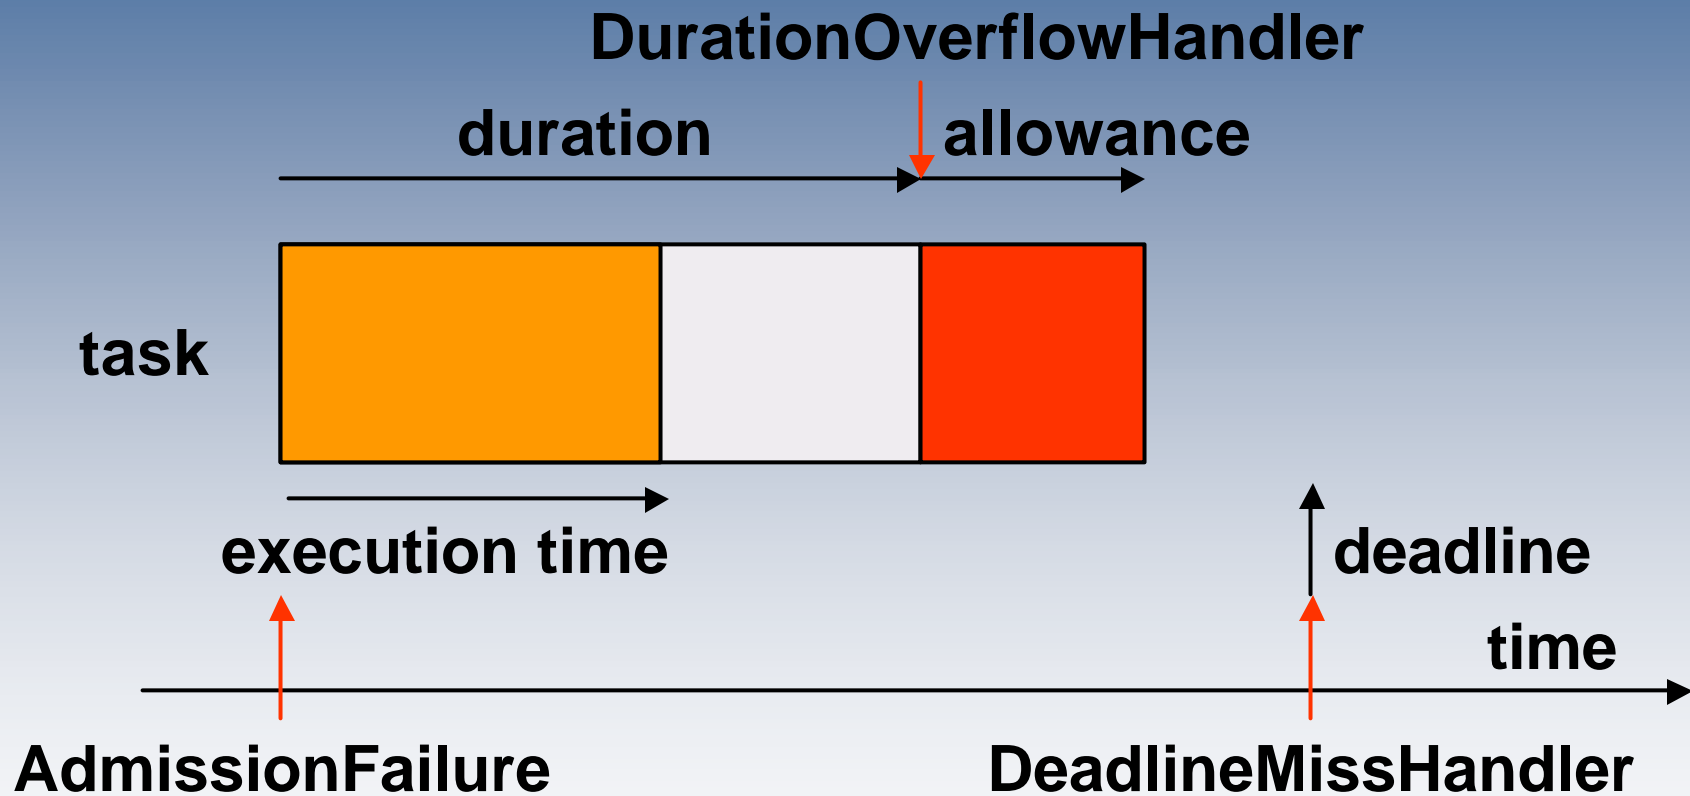 DurationOverflowHandler
duration
allowance
task
execution time
deadline
time
AdmissionFailure
DeadlineMissHandler